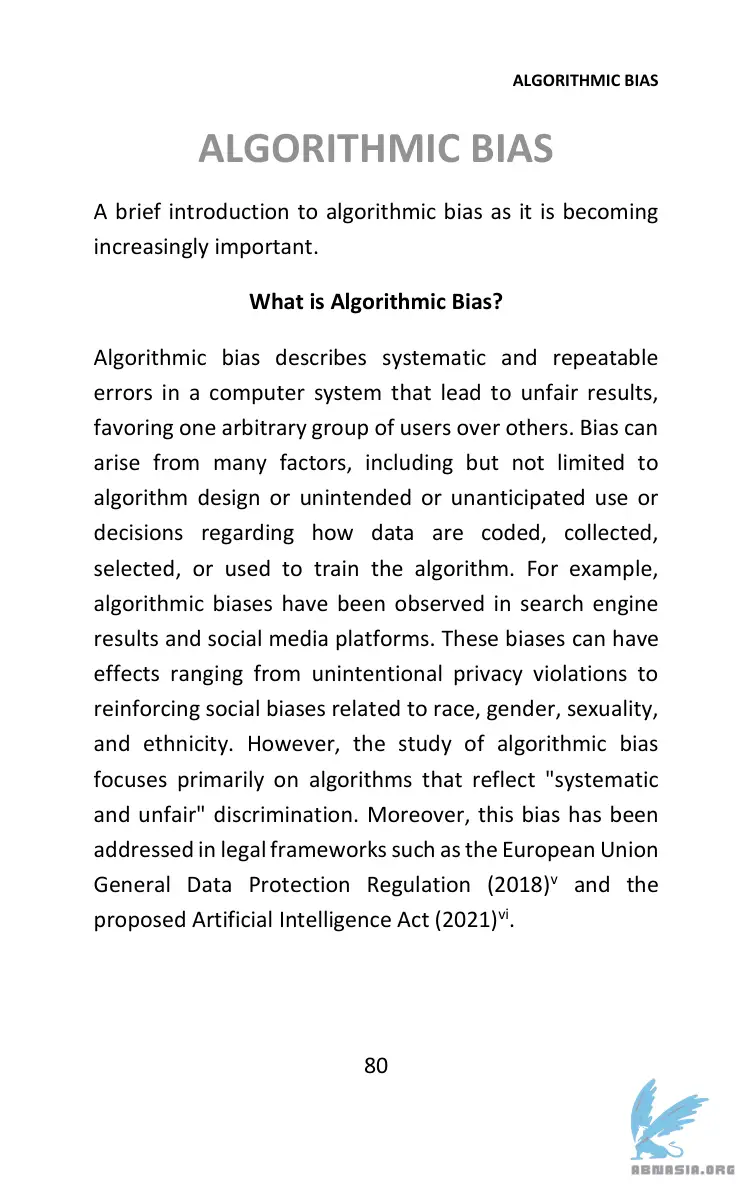 ALGORITHMIC BIAS
ALGORITHMIC BIAS
A brief introduction to algorithmic bias as it is becoming
increasingly important.
What is Algorithmic Bias?
Algorithmic bias describes systematic and repeatable
errors in a computer system that lead to unfair results,
favoring one arbitrary group of users over others. Bias can
arise from many factors, including but not limited to
algorithm design or unintended or unanticipated use or
decisions regarding how data are coded, collected,
selected, or used to train the algorithm. For example,
algorithmic biases have been observed in search engine
results and social media platforms. These biases can have
effects ranging from unintentional privacy violations to
reinforcing social biases related to race, gender, sexuality,
and ethnicity. However, the study of algorithmic bias
focuses primarily on algorithms that reflect "systematic
and unfair" discrimination. Moreover, this bias has been
addressed in legal frameworks such as the European Union
General Data Protection Regulation (2018)ᵛ and the
proposed Artificial Intelligence Act (2021)ᵛⁱ.
80
ABNASIA.ORG